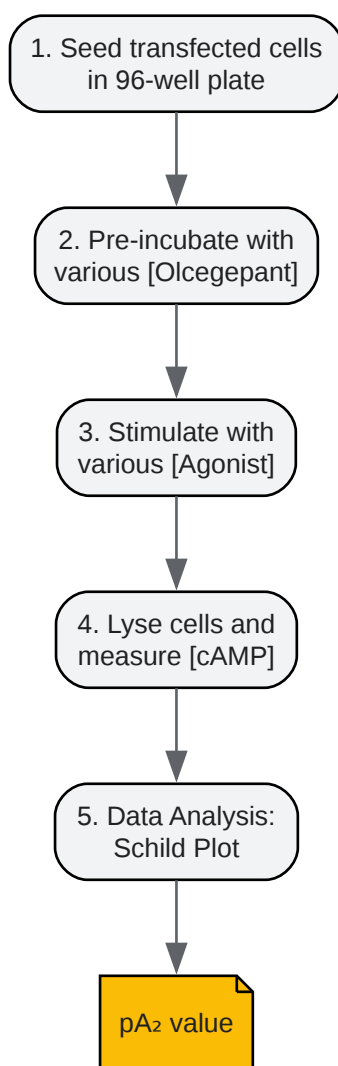 1. Seed transfected cells
in 96-well plate
2. Pre-incubate with
various [Olcegepant]
3. Stimulate with
various [Agonist]
4. Lyse cells and
measure [cAMP]
5. Data Analysis:
Schild Plot
pA₂ value